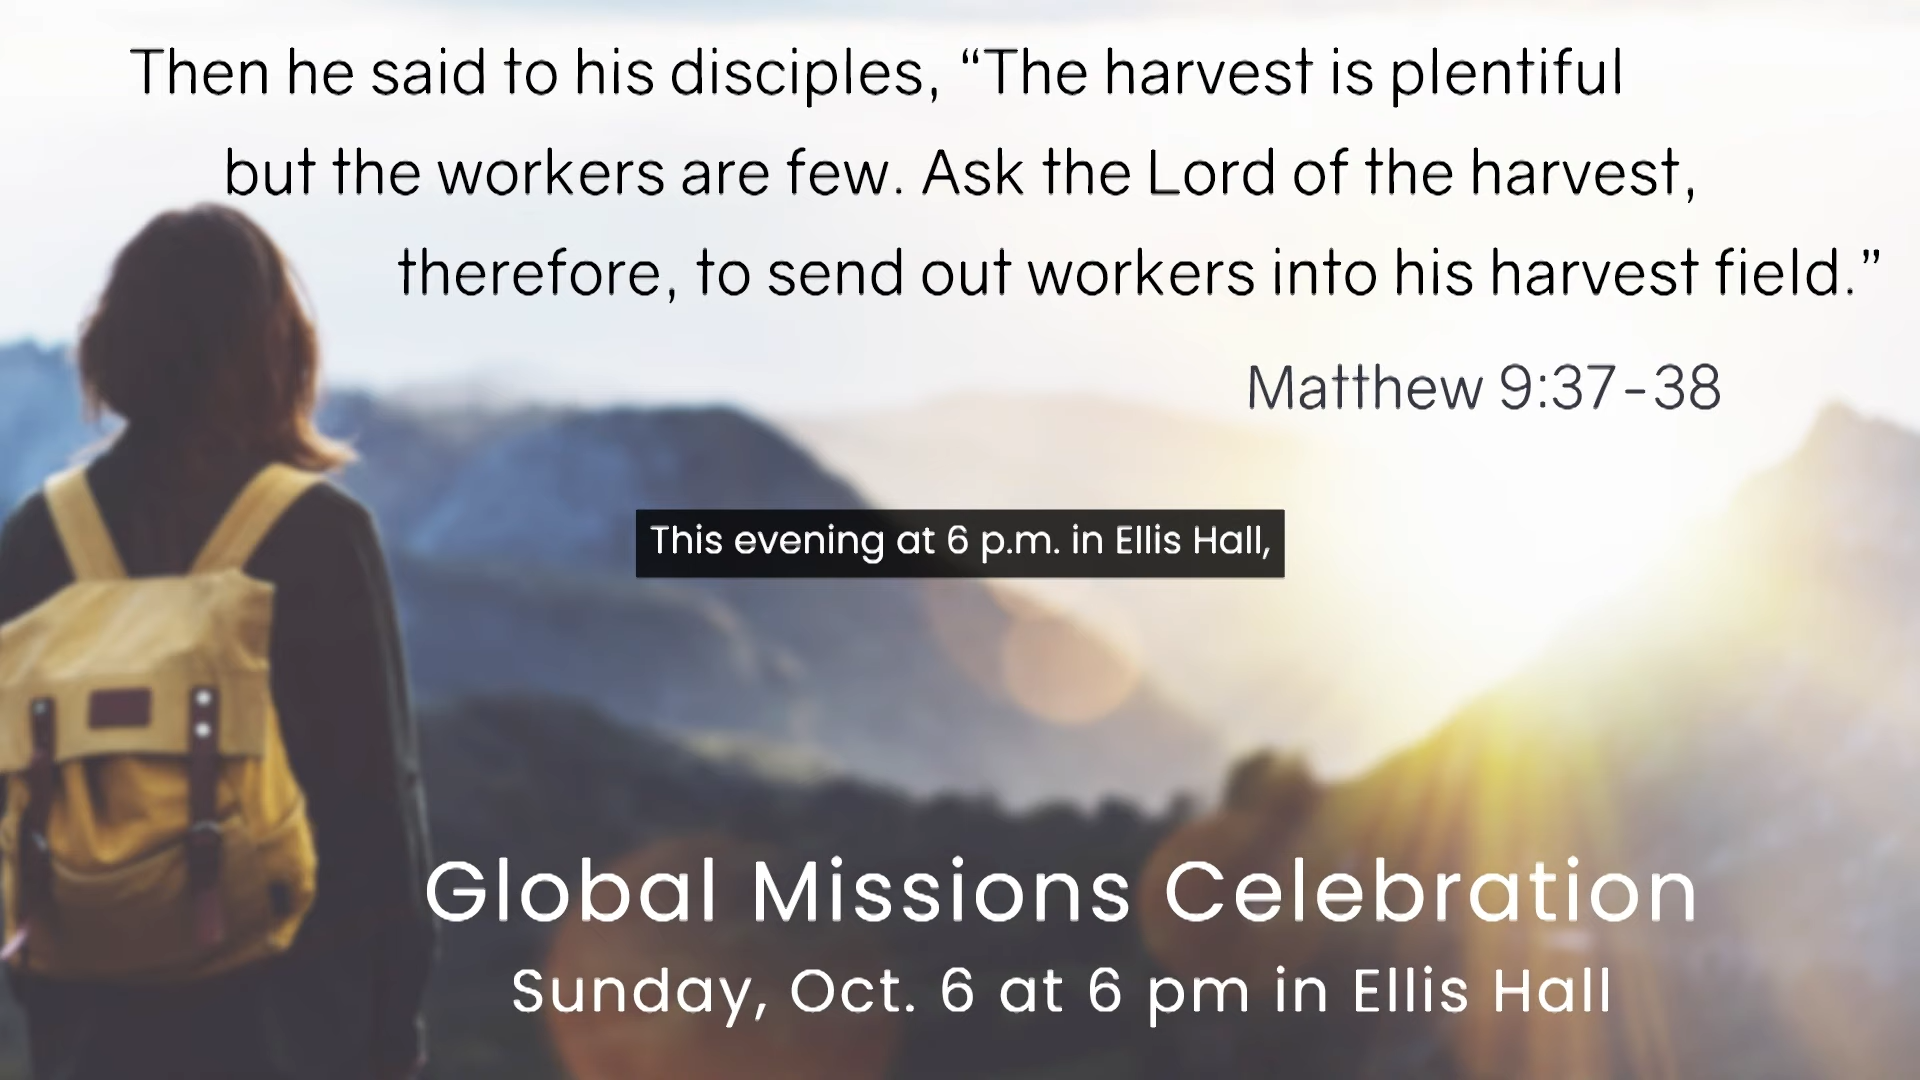 Then he said to his disciples, “The harvest is plentiful
but the workers are few. Ask the Lord of the harvest,
therefore, to send out workers into his harvest field.”
Matthew 9:37-38
This evening at 6 p.m. in Ellis Hall,
Global Missions Celebration
Sunday, Oct. 6 at 6 pm in Ellis Hall